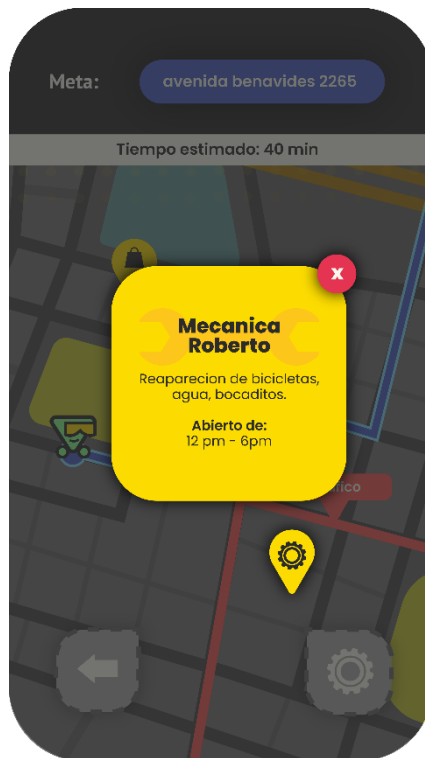 Meta:
avenida benavides 2265
Tiempo estimado: 40 min
X
Mecanica
Roberto
Reaparecion de bicicletas,
agua, bocaditos.
Abierto de:
12 pm - 6pm